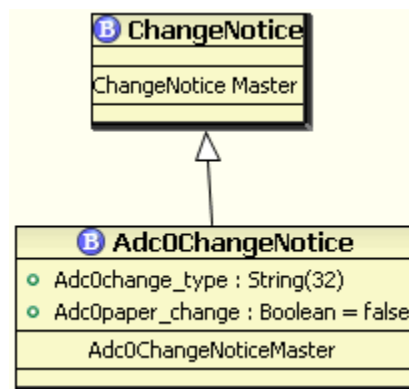 B ChangeNotice
ChangeNotice Master
B Adc0ChangeNotice
Adc0change_type : String(32)
Adc0paper_change : Boolean = false
Adc0ChangeNoticeMaster